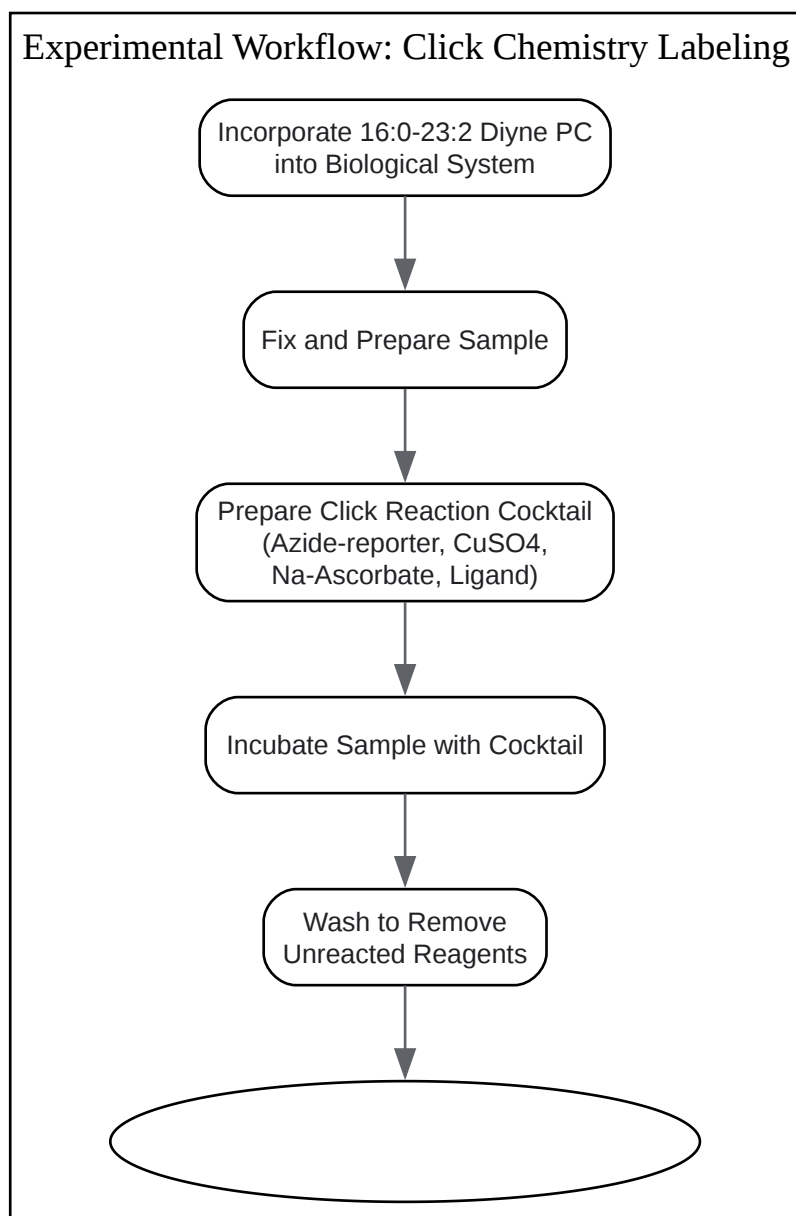 Experimental Workflow: Click Chemistry Labeling
Incorporate 16:0-23:2 Diyne PC
into Biological System
Fix and Prepare Sample
Prepare Click Reaction Cocktail
(Azide-reporter, CuSO4,
Na-Ascorbate, Ligand)
Incubate Sample with Cocktail
Wash to Remove
Unreacted Reagents